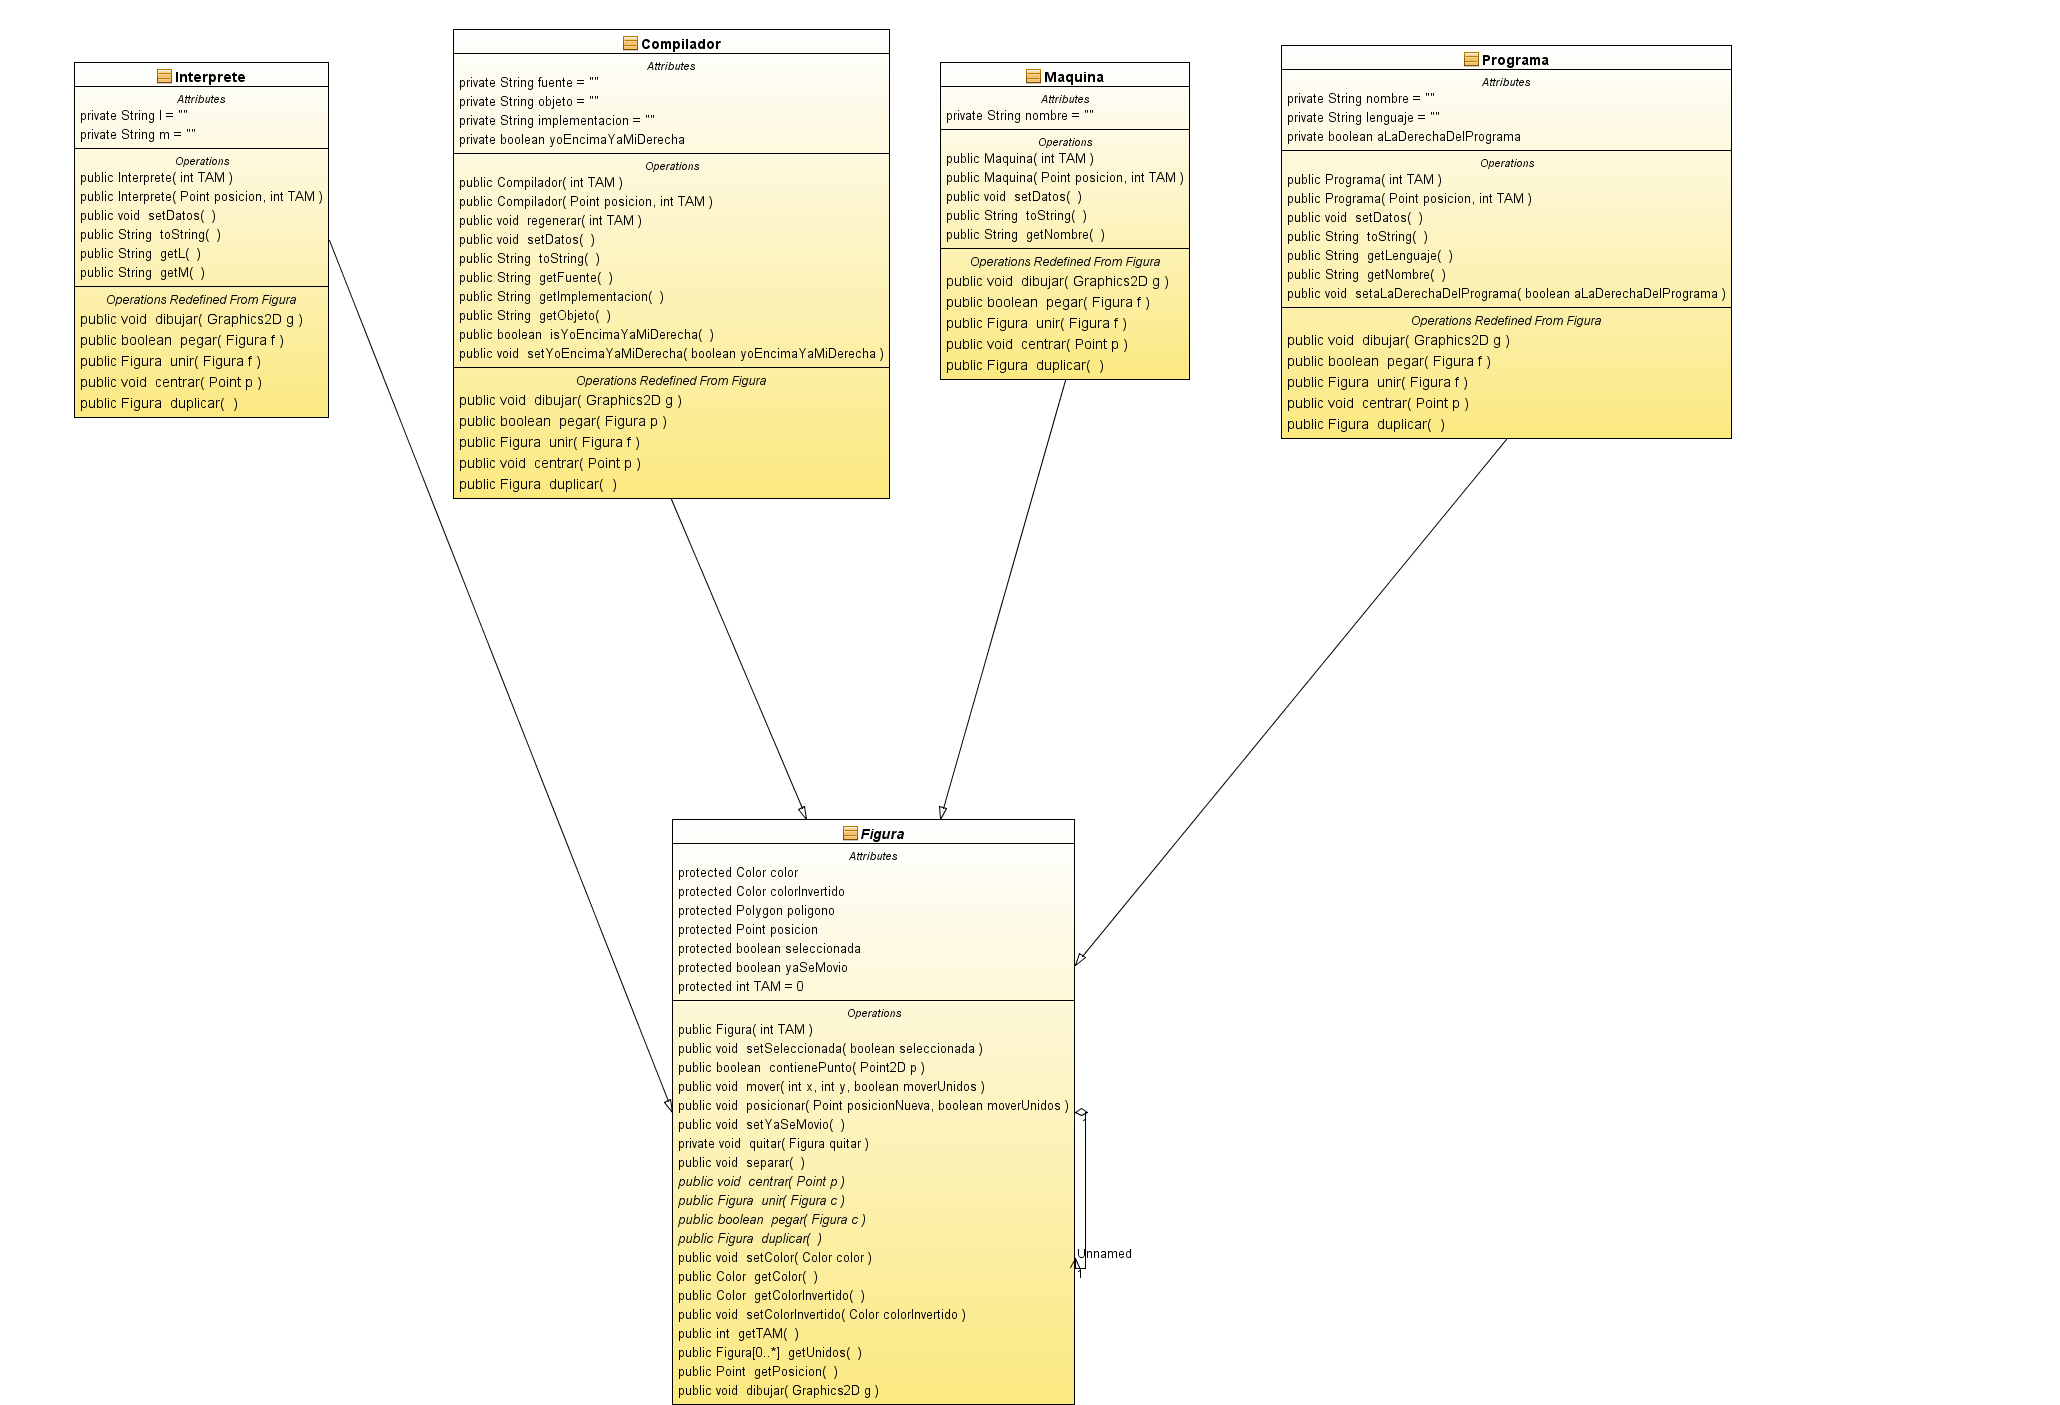 Interprete
Attributes
private String l = ""
private String m = ""
Operations
public Interprete( int TAM )
public Interprete( Point posicion, int TAM )
public void setDatos( )
public String toString( )
public String getL( )
public String getM( )
Operations Redefined From Figura
public void dibujar( Graphics2D g )
public boolean pegar( Figura f )
public Figura unir( Figura f )
public void centrar( Point p )
public Figura duplicar( )
Compilador
Attributes
private String fuente = ""
private String objeto = ""
private String implementacion = ""
private boolean yoEncimaYaMiDerecha
Operations
public Compilador( int TAM )
public Compilador( Point posicion, int TAM )
public void regenerar( int TAM )
public void setDatos( )
public String toString( )
public String getFuente( )
public String getImplementacion( )
public String getObjeto( )
public boolean isYoEncimaYaMiDerecha( )
public void setYoEncimaYaMiDerecha( boolean yoEncimaYaMiDerecha )
Operations Redefined From Figura
public void dibujar( Graphics2D g )
public boolean pegar( Figura p )
public Figura unir( Figura f )
public void centrar( Point p )
public Figura duplicar( )
Maquina
Attributes
private String nombre = ""
Operations
public Maquina( int TAM )
public Maquina( Point posicion, int TAM )
public void setDatos( )
public String toString( )
public String getNombre( )
Operations Redefined From Figura
public void dibujar( Graphics2D g )
public boolean pegar( Figura f )
public Figura unir( Figura f )
public void centrar( Point p )
public Figura duplicar( )
Programa
Attributes
private String nombre = ""
private String lenguaje = ""
private boolean aLaDerechaDelPrograma
Operations
public Programa( int TAM )
public Programa( Point posicion, int TAM )
public void setDatos( )
public String toString( )
public String getLenguaje( )
public String getNombre( )
public void setaLaDerechaDelPrograma( boolean aLaDerechaDelPrograma )
Operations Redefined From Figura
public void dibujar( Graphics2D g )
public boolean pegar( Figura f )
public Figura unir( Figura f )
public void centrar( Point p )
public Figura duplicar( )
Figura
Attributes
protected Color color
protected Color colorInvertido
protected Polygon poligono
protected Point posicion
protected boolean seleccionada
protected boolean yaSeMovio
protected int TAM = 0
Operations
public Figura( int TAM )
public void setSeleccionada( boolean seleccionada )
public boolean contienePunto( Point2D p )
public void mover( int x, int y, boolean moverUnidos )
public void posicionar( Point posicionNueva, boolean moverUnidos )
public void setYaSeMovio( )
private void quitar( Figura quitar )
public void separar( )
public void centrar( Point p )
public Figura unir( Figura c )
public boolean pegar( Figura c )
public Figura duplicar( )
public void setColor( Color color )
public Color getColor( )
public Color getColorInvertido( )
public void setColorInvertido( Color colorInvertido )
public int getTAM( )
public Figura[0..*] getUnidos( )
public Point getPosicion( )
public void dibujar( Graphics2D g )
Unnamed